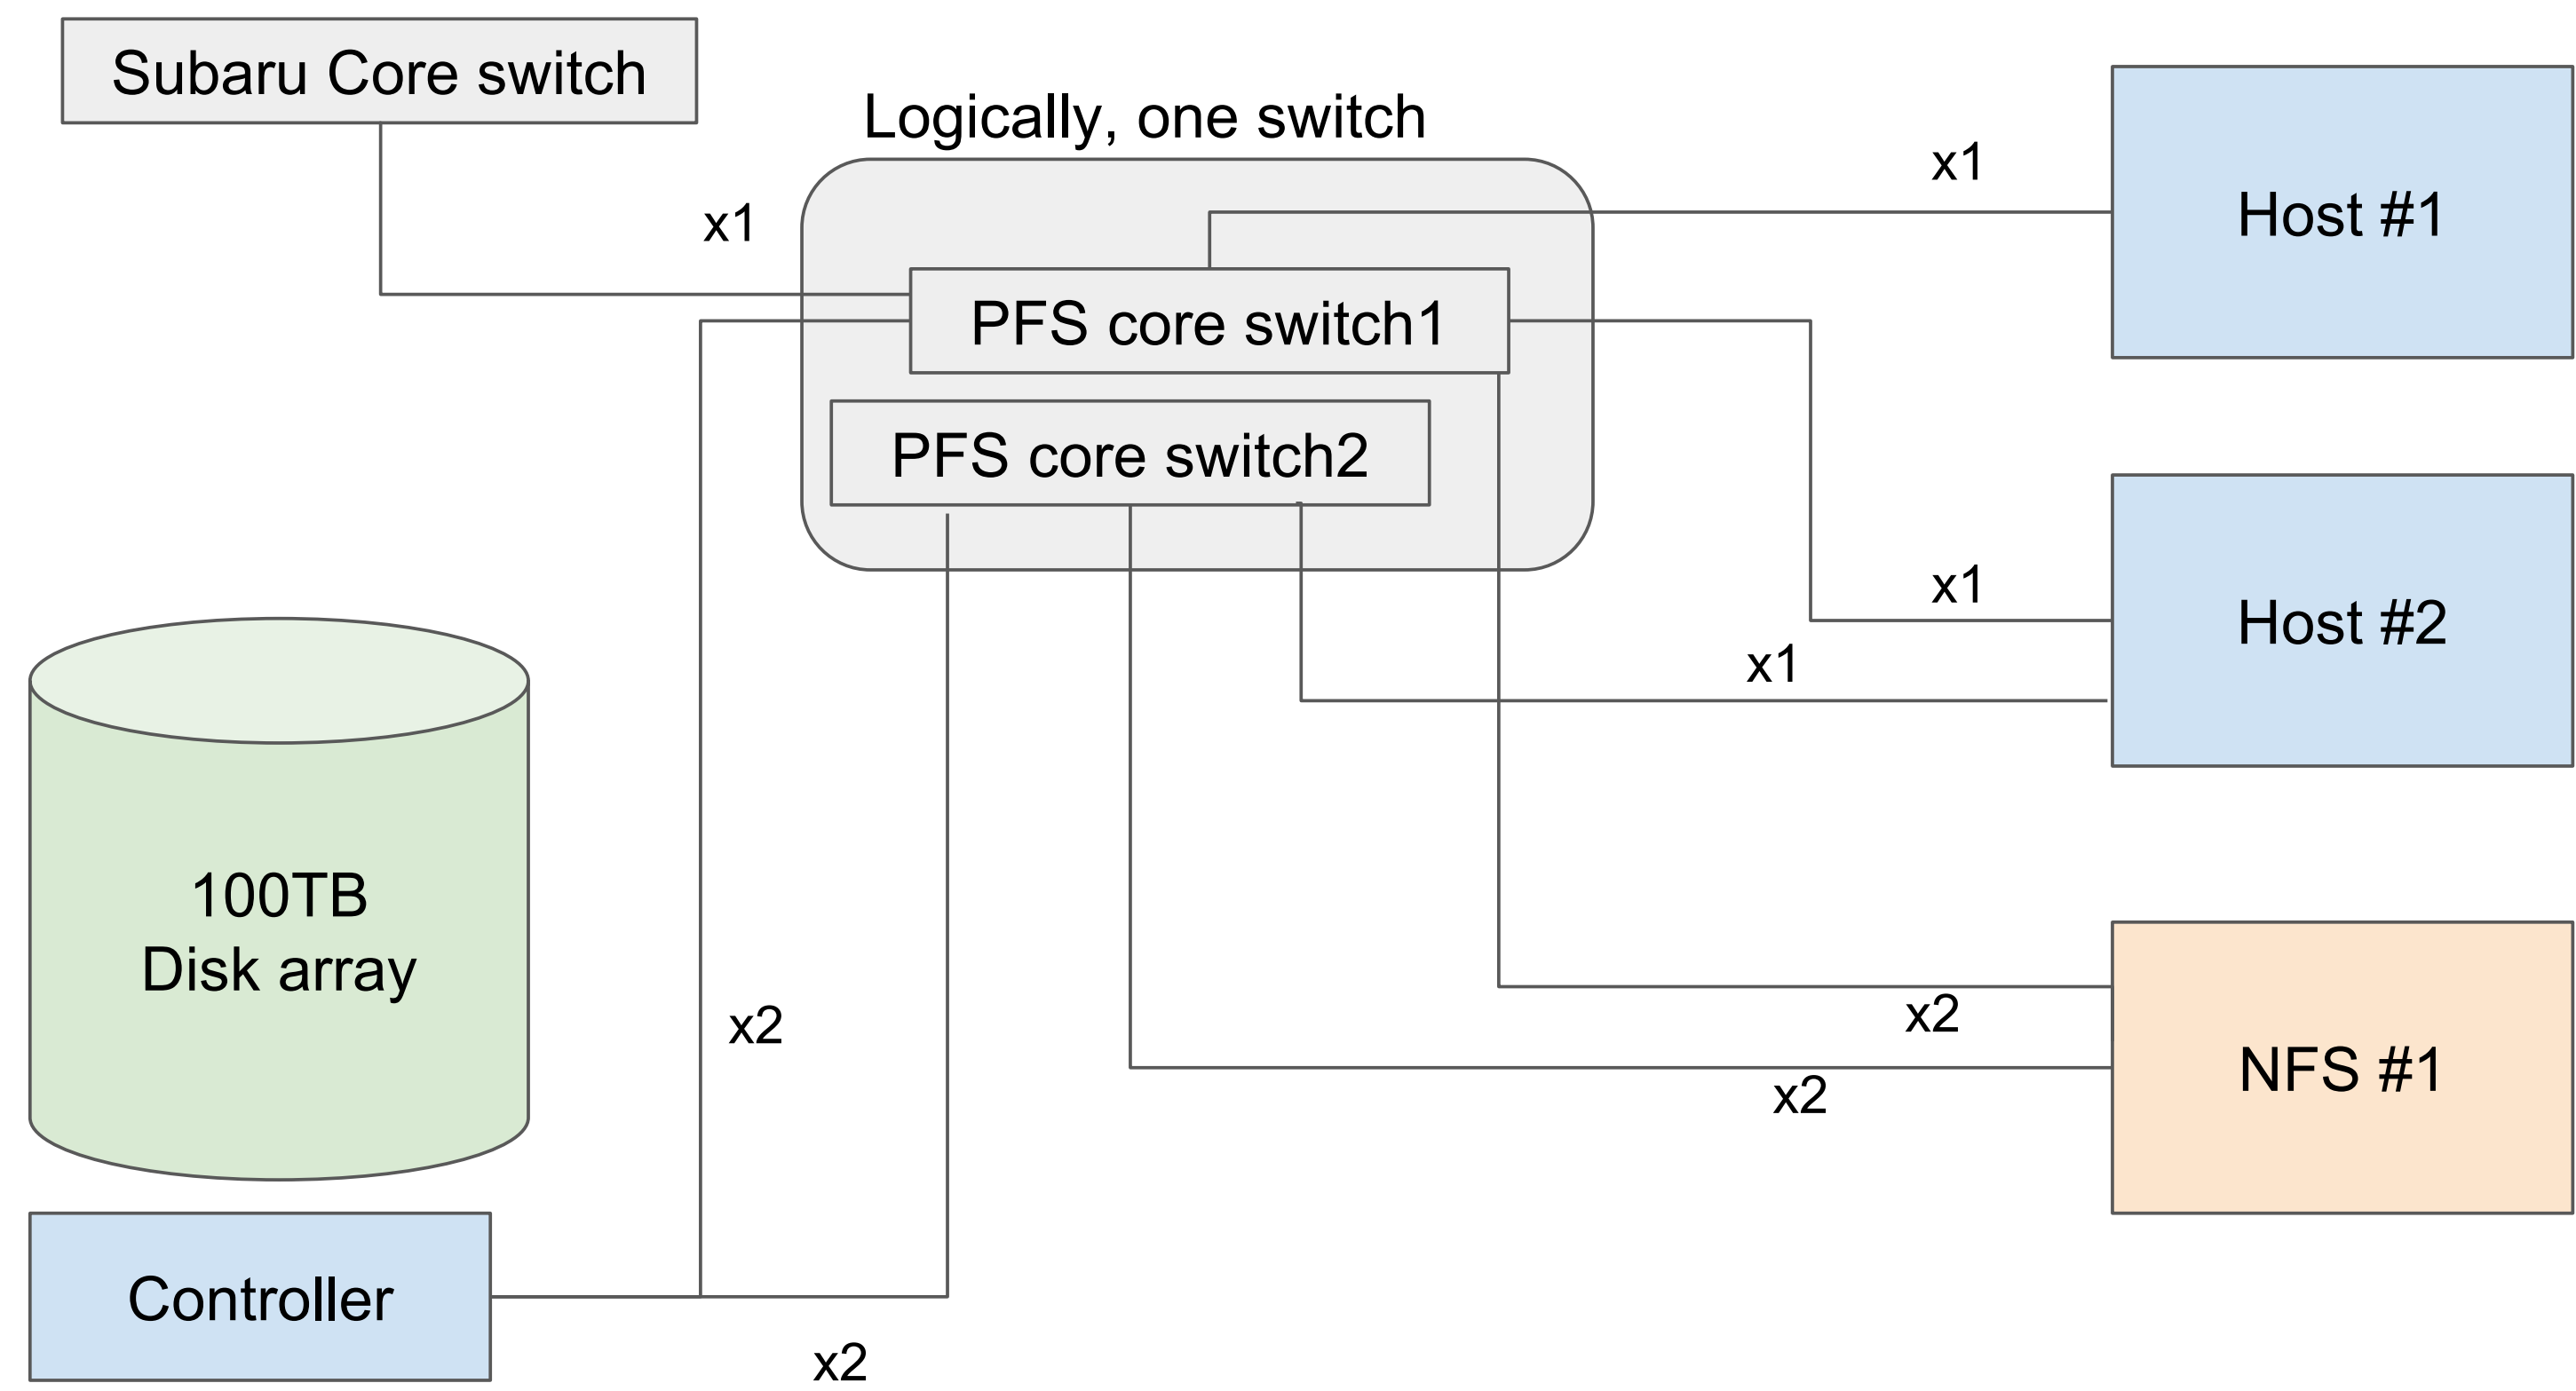 Subaru Core switch
Logically, one switch
x1
x1
Host #1
PFS core switch1
PFS core switch2
x1
Host #2
x1
100TB
Disk array
x2
x2
NFS #1
x2
Controller
x2